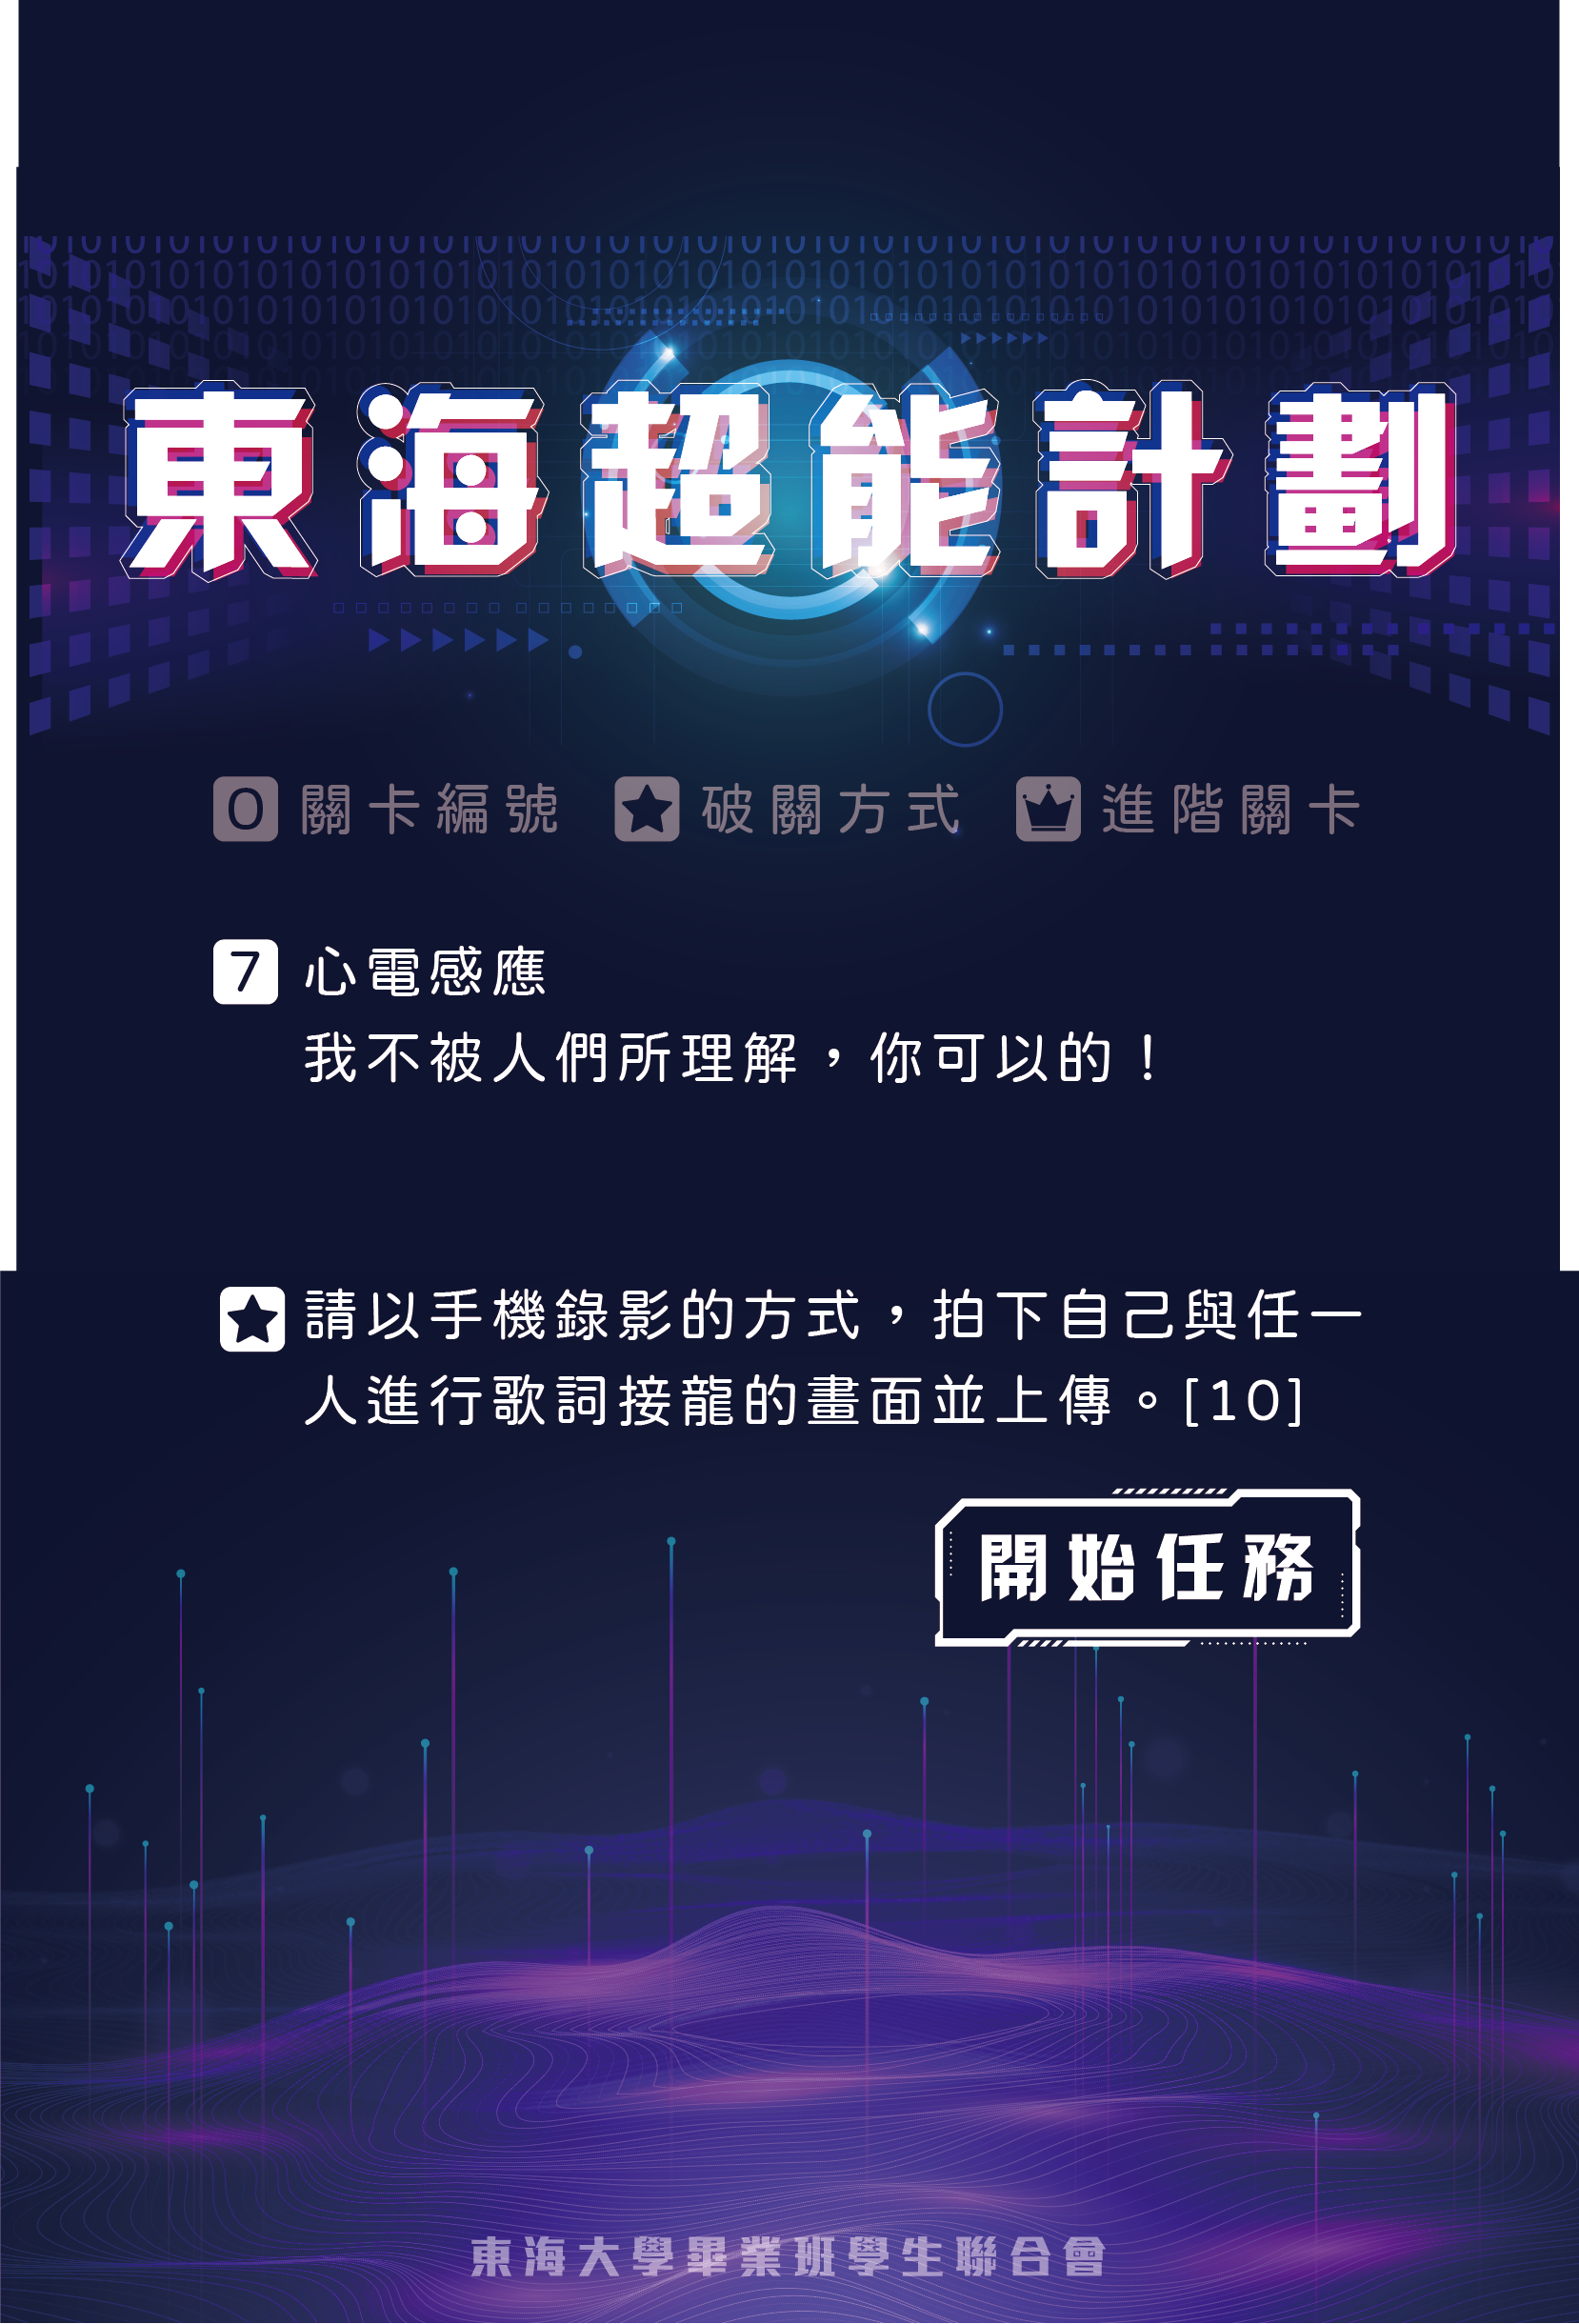 東海超能計劃
0 關卡編號 破關方式 進階關卡
7 心電感應
我不被人們所理解，你可以的！
請以手機錄影的方式，拍下自己與任一
人進行歌詞接龍的畫面並上傳。[10]
開始任務
東海大學畢業班學生聯合會